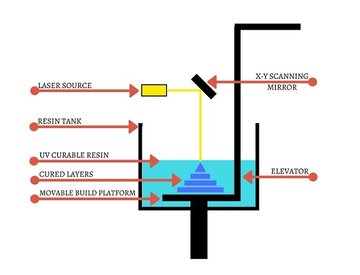 LASER SOURCE
X-Y SCANNING
MIRROR
RESIN TANK
UV CURABLE RESIN
CURED LAYERS
ELEVATOR
MOVABLE BUILD PLATFORM